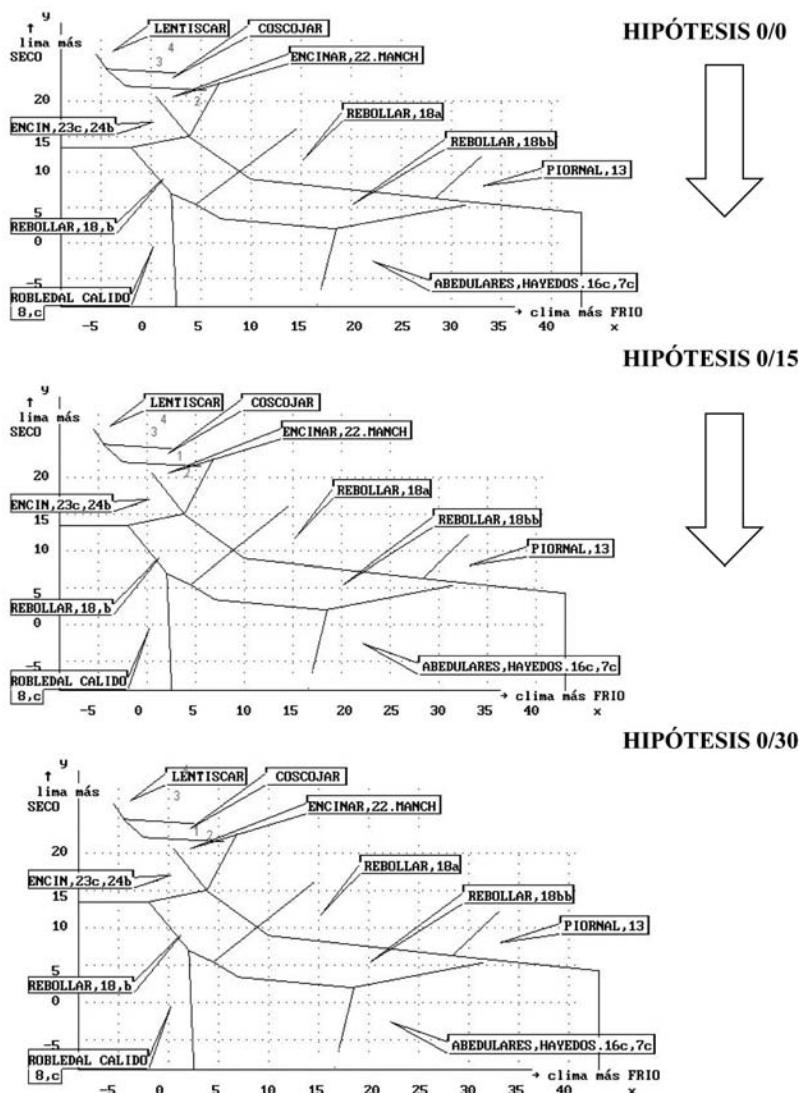 HIPÓTESIS 0/0
y
↑
lima más
SECO
LENTISCAR
COSCOJAR
4
3
ENCINAR,22.MANCH
2
20
REBOLLAR,18a
ENCIN,23c,24b
15
REBOLLAR,18bb
10
PIORNAL,13
5
REBOLLAR,18,b
0
-5
ABEDULARES,HAYEDOS.16c,7c
ROBLEDAL CALIDO
8,c
→ clima más FRIO
-5 0 5 10 15 20 25 30 35 40 x
HIPÓTESIS 0/15
y
↑
lima más
SECO
LENTISCAR
COSCOJAR
4
3
ENCINAR,22.MANCH
1
2
20
REBOLLAR,18a
ENCIN,23c,24b
15
REBOLLAR,18bb
10
PIORNAL,13
5
REBOLLAR,18,b
0
-5
ABEDULARES,HAYEDOS.16c,7c
ROBLEDAL CALIDO
8,c
→ clima más FRIO
-5 0 5 10 15 20 25 30 35 40 x
HIPÓTESIS 0/30
y
↑
lima más
SECO
4
LENTISCAR
COSCOJAR
3
ENCINAR,22.MANCH
1
2
20
REBOLLAR,18a
ENCIN,23c,24b
15
REBOLLAR,18bb
10
PIORNAL,13
5
REBOLLAR,18,b
0
-5
ABEDULARES,HAYEDOS.16c,7c
ROBLEDAL CALIDO
8,c
→ clima más FRIO
-5 0 5 10 15 20 25 30 35 40 x